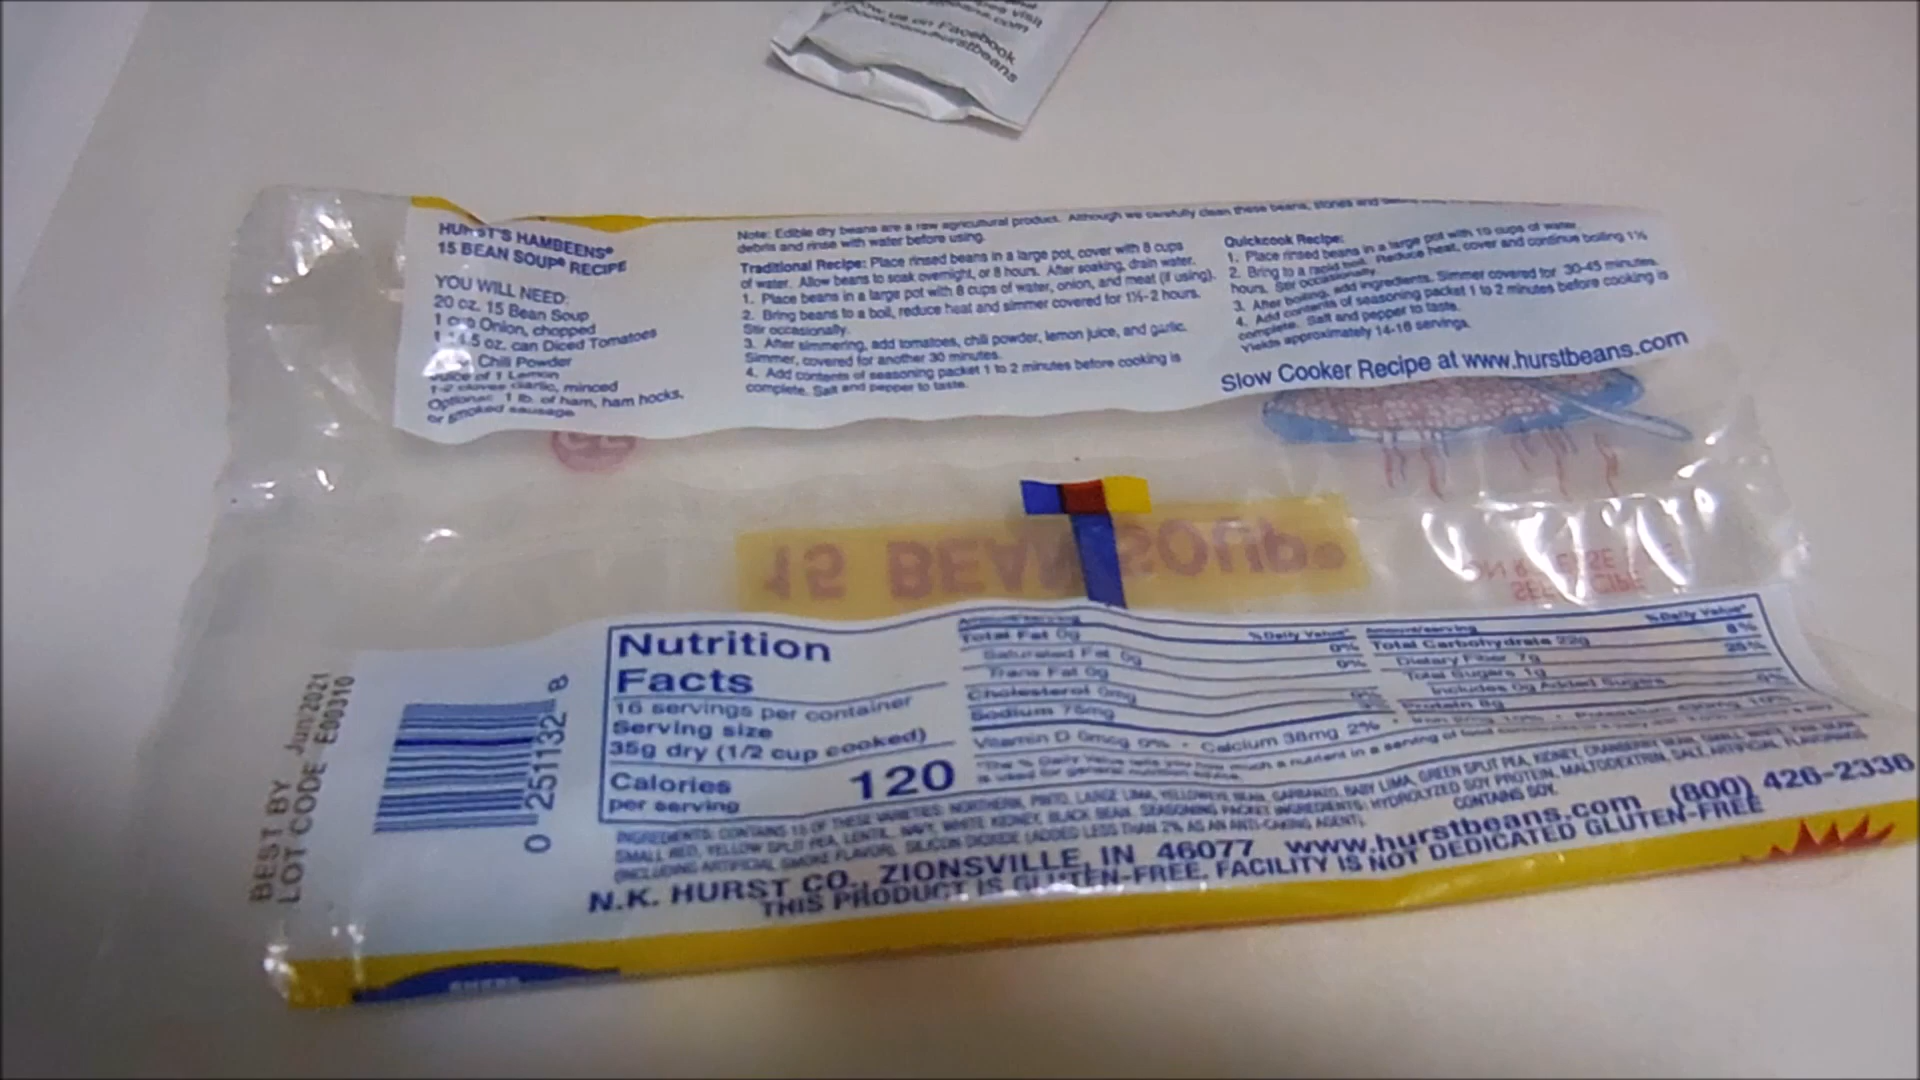 us on Facebook
HURST'S HAMBEENS®
15 BEAN SOUP® RECIPE
YOU WILL NEED:
20 oz. 15 Bean Soup
1 Onion, chopped
14.5 oz. can Diced Tomatoes
Chili Powder
Juice of 1 Lemon
1-2 cloves Garlic, minced
Optional: 1 lb. of ham, ham hocks,
or smoked sausage
Note: Edible dry beans are a raw agricultural product. Although we carefully clean these beans, stones and
debris and rinse with water before using.
Traditional Recipe: Place rinsed beans in a large pot, cover with 8 cups
of water. Allow beans to soak overnight, or 8 hours. After soaking, drain water.
1. Place beans in a large pot with 8 cups of water, onion, and meat (if using).
2. Bring beans to a boil, reduce heat and simmer covered for 1½-2 hours.
Stir occasionally.
3. After simmering, add tomatoes, chili powder, lemon juice, and garlic.
Simmer, covered for another 30 minutes.
4. Add contents of seasoning packet 1 to 2 minutes before cooking is
complete. Salt and pepper to taste.
Quickcook Recipe:
1. Place rinsed beans in a large pot with 10 cups of water.
2. Bring to a rapid boil. Reduce heat, cover and continue boiling 1½
hours. Stir occasionally.
3. After boiling, add ingredients. Simmer covered for 30-45 minutes.
4. Add contents of seasoning packet 1 to 2 minutes before cooking is
complete. Salt and pepper to taste.
Yields approximately 14-16 servings.
Slow Cooker Recipe at www.hurstbeans.com
15 BEAN SOUP®
BEST BY Jun 2021
LOT CODE E00310
0 251132 8
Nutrition
Facts
16 servings per container
Serving size
35g dry (1/2 cup cooked)
Calories
per serving
120
Amount/serving % Daily Value*
Total Fat 0g 0%
Saturated Fat 0g 0%
Trans Fat 0g
Cholesterol 0mg 0%
Sodium 75mg 3%
Amount/serving % Daily Value*
Total Carbohydrate 22g 8%
Dietary Fiber 7g 25%
Total Sugars 1g
Includes 0g Added Sugars 0%
Protein 8g
Vitamin D 0mcg 0% • Calcium 38mg 2% •
INGREDIENTS: CONTAINS 15 OF THESE VARIETIES: NORTHERN, PINTO, LARGE LIMA, YELLOWEYE BEAN, GARBANZO, BABY LIMA, GREEN SPLIT PEA, KIDNEY, CRANBERRY BEAN, SMALL WHITE, PINK BEAN,
SMALL RED, YELLOW SPLIT PEA, LENTIL, NAVY, WHITE KIDNEY, BLACK BEAN. SEASONING PACKET INGREDIENTS: HYDROLYZED SOY PROTEIN, MALTODEXTRIN, SALT, ARTIFICIAL FLAVORINGS
(INCLUDING ARTIFICIAL SMOKE FLAVOR), SILICON DIOXIDE (ADDED LESS THAN 2% AS AN ANTI-CAKING AGENT).
CONTAINS SOY.
N.K. HURST CO., ZIONSVILLE, IN 46077 www.hurstbeans.com (800) 426-2336
THIS PRODUCT IS GLUTEN-FREE. FACILITY IS NOT DEDICATED GLUTEN-FREE